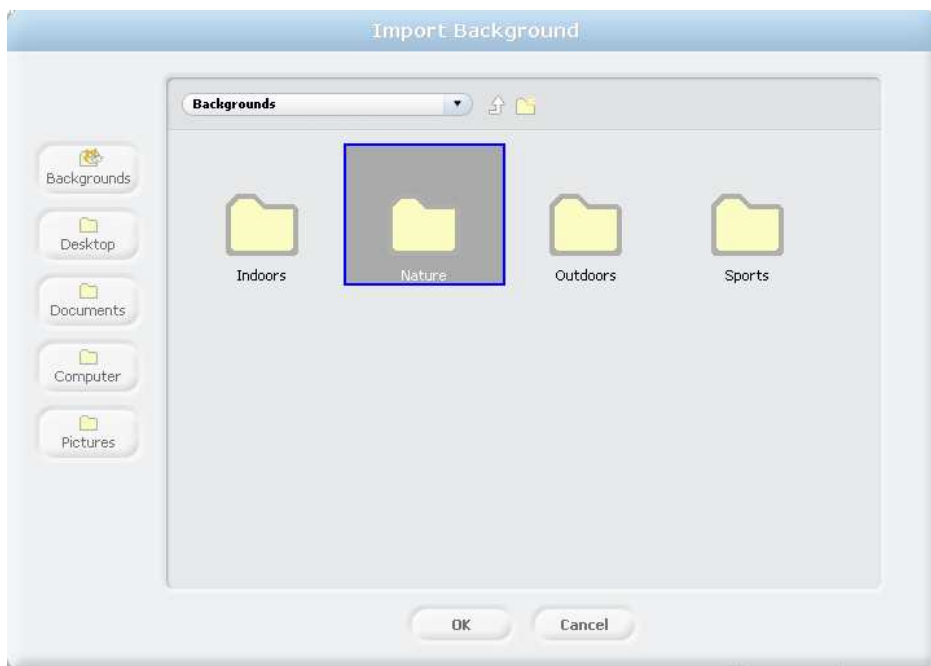 Import Background
Backgrounds
Backgrounds
Desktop
Documents
Computer
Pictures
Indoors
Nature
Outdoors
Sports
OK
Cancel